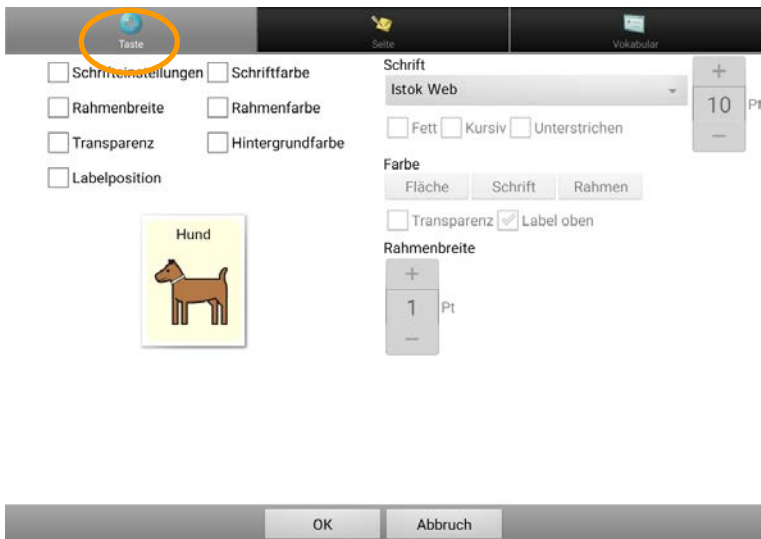 Taste Seite Vokabular
Schrifteinstellungen Schriftfarbe
Rahmenbreite Rahmenfarbe
Transparenz Hintergrundfarbe
Labelposition
Hund
Schrift
Istok Web
+
10 Pt
−
Fett Kursiv Unterstrichen
Farbe
Fläche Schrift Rahmen
Transparenz Label oben
Rahmenbreite
+
1 Pt
−
OK Abbruch